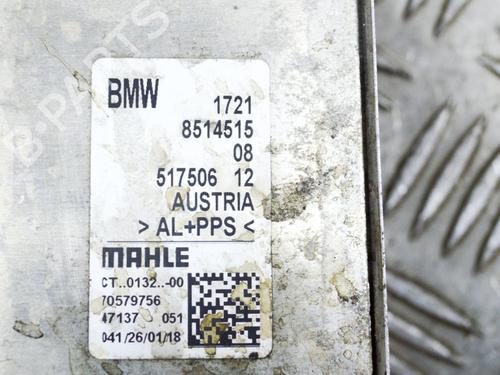 BMW 1721
8514515
08
517506 12
AUSTRIA
> AL+PPS <
MAHLE
CT..0132..-00
70579756
47137 051
041/26/01/18
B-PARTS